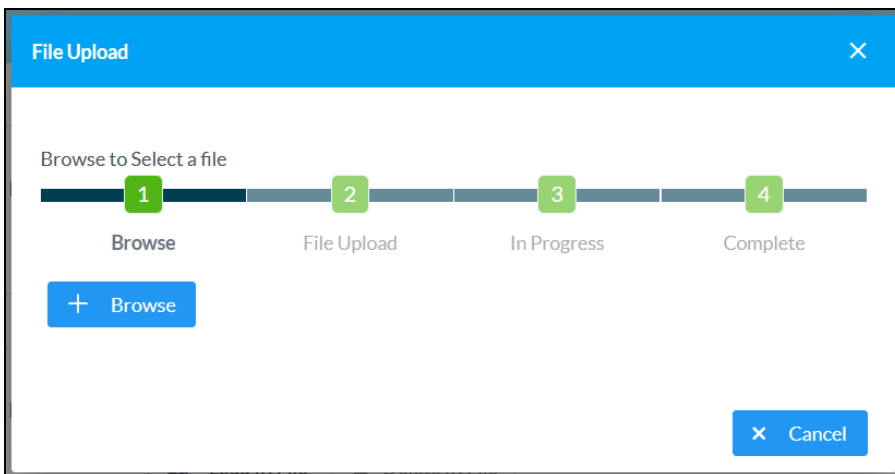 File Upload
Browse to Select a file
1 2 3 4
Browse File Upload In Progress Complete
Browse
Cancel